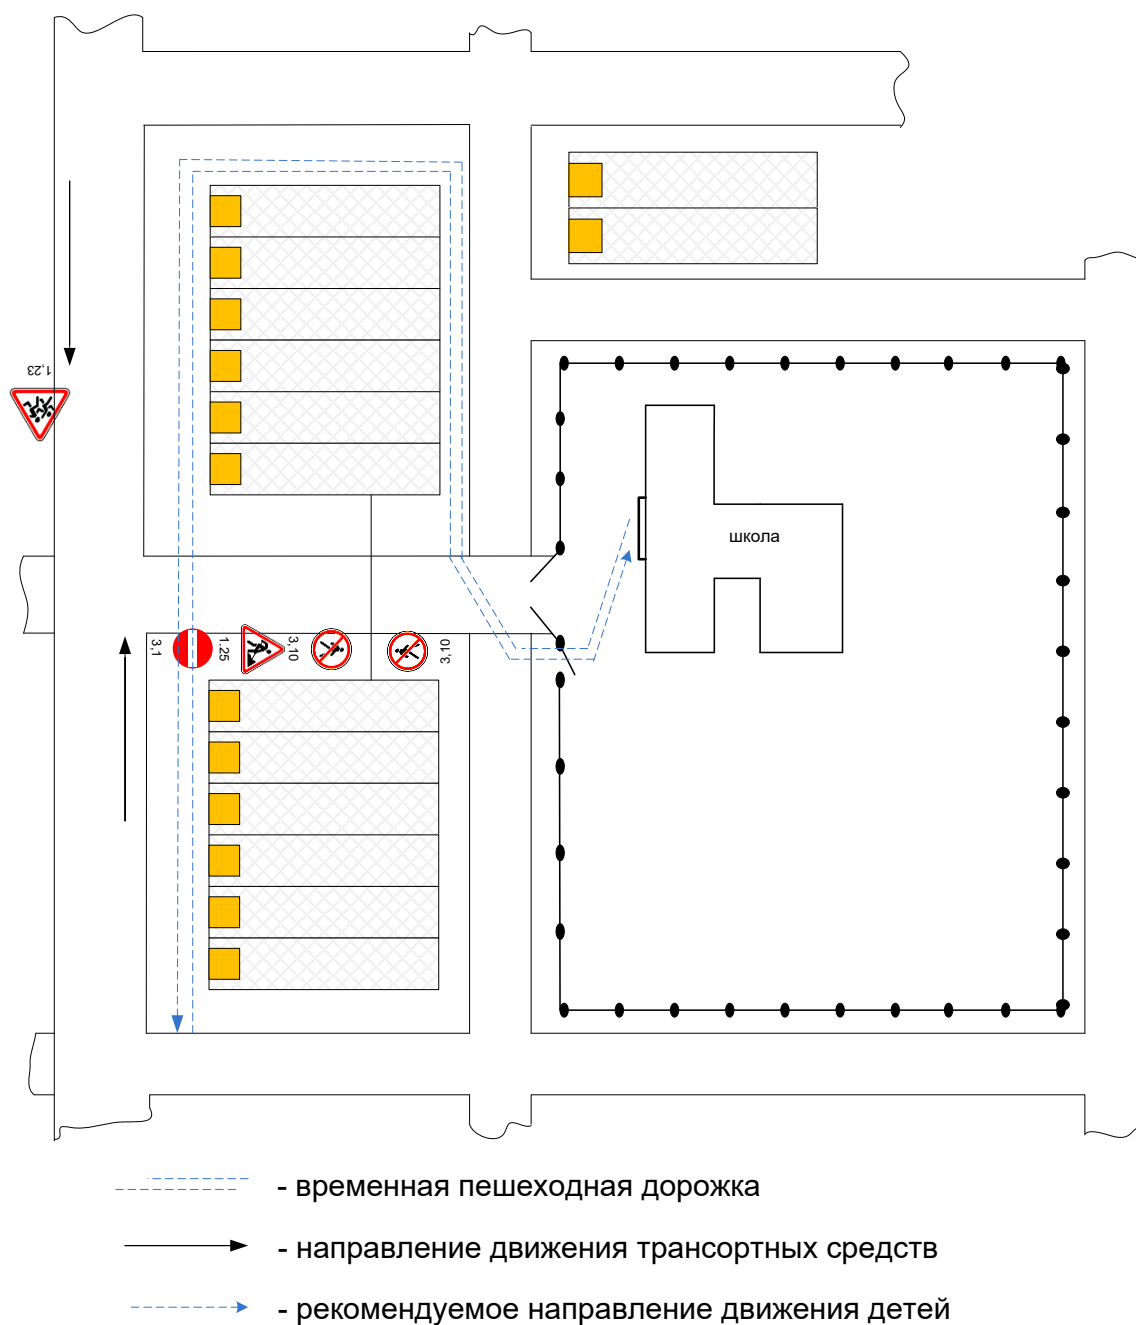 1,23
школа
3,1
1.25
3,10
3,10
- временная пешеходная дорожка
- направление движения трансортных средств
- рекомендуемое направление движения детей